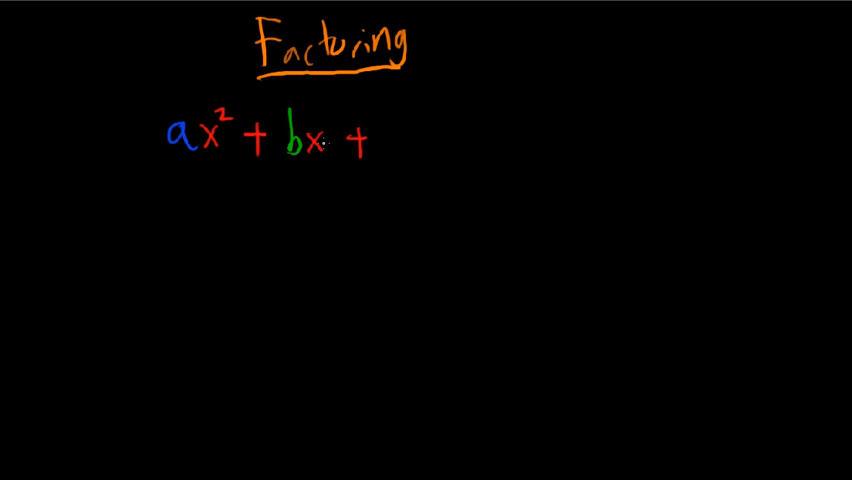 Factoring
ax² + bx +